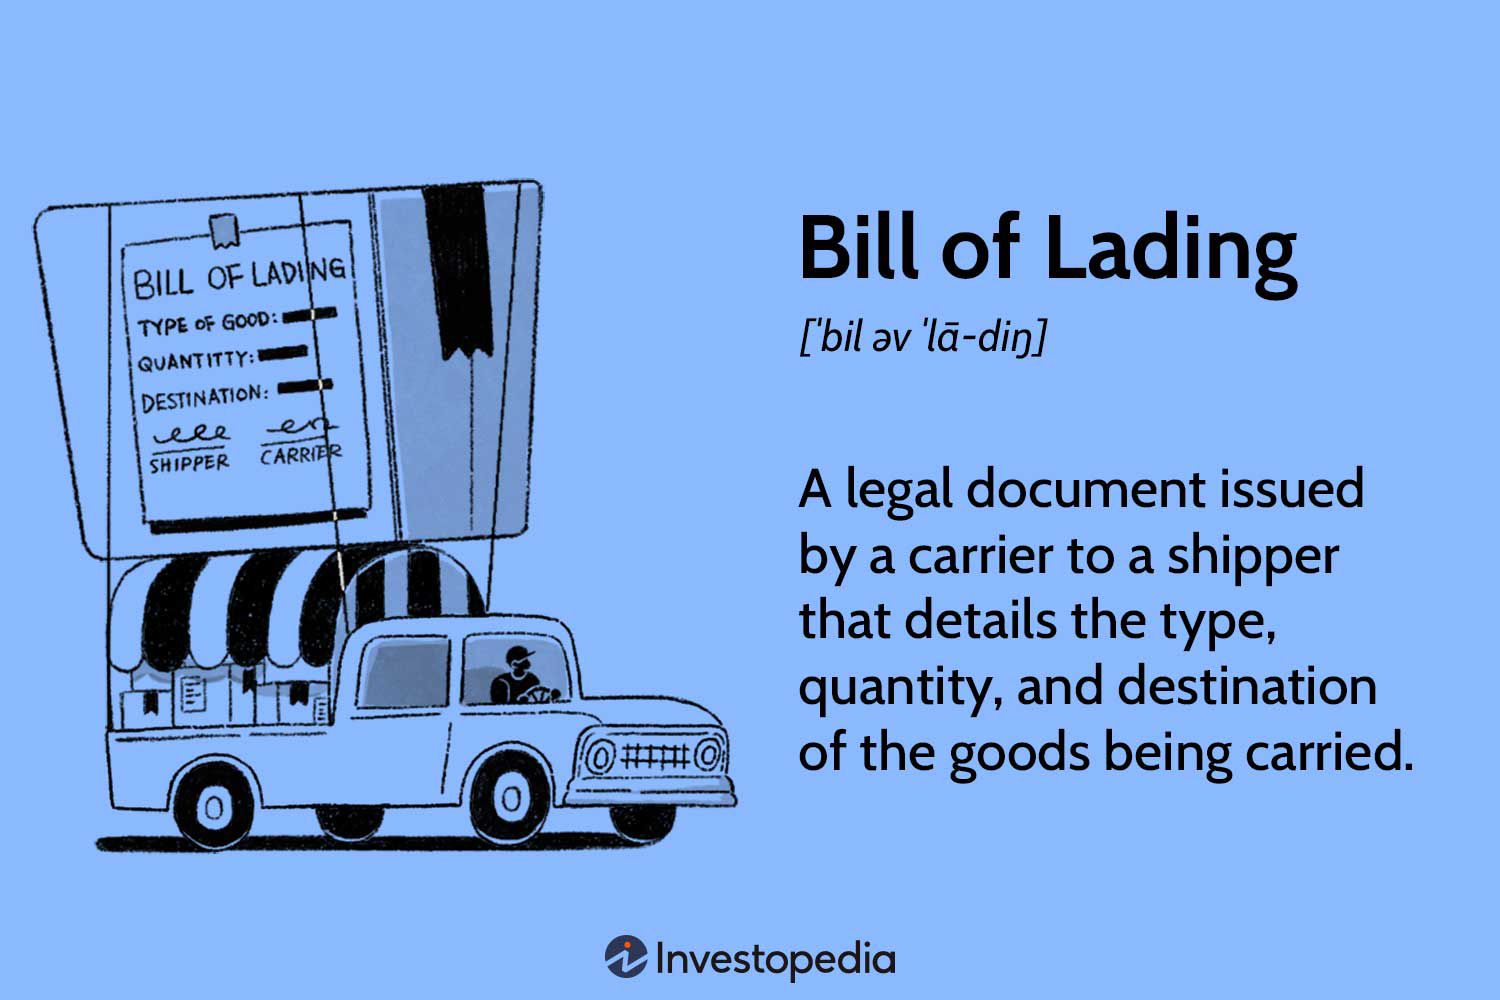 BILL OF LADING
TYPE OF GOOD:
QUANTITTY:
DESTINATION:
SHIPPER CARRIER
Bill of Lading
[ˈbil əv ˈlā-diŋ]
A legal document issued
by a carrier to a shipper
that details the type,
quantity, and destination
of the goods being carried.
Investopedia